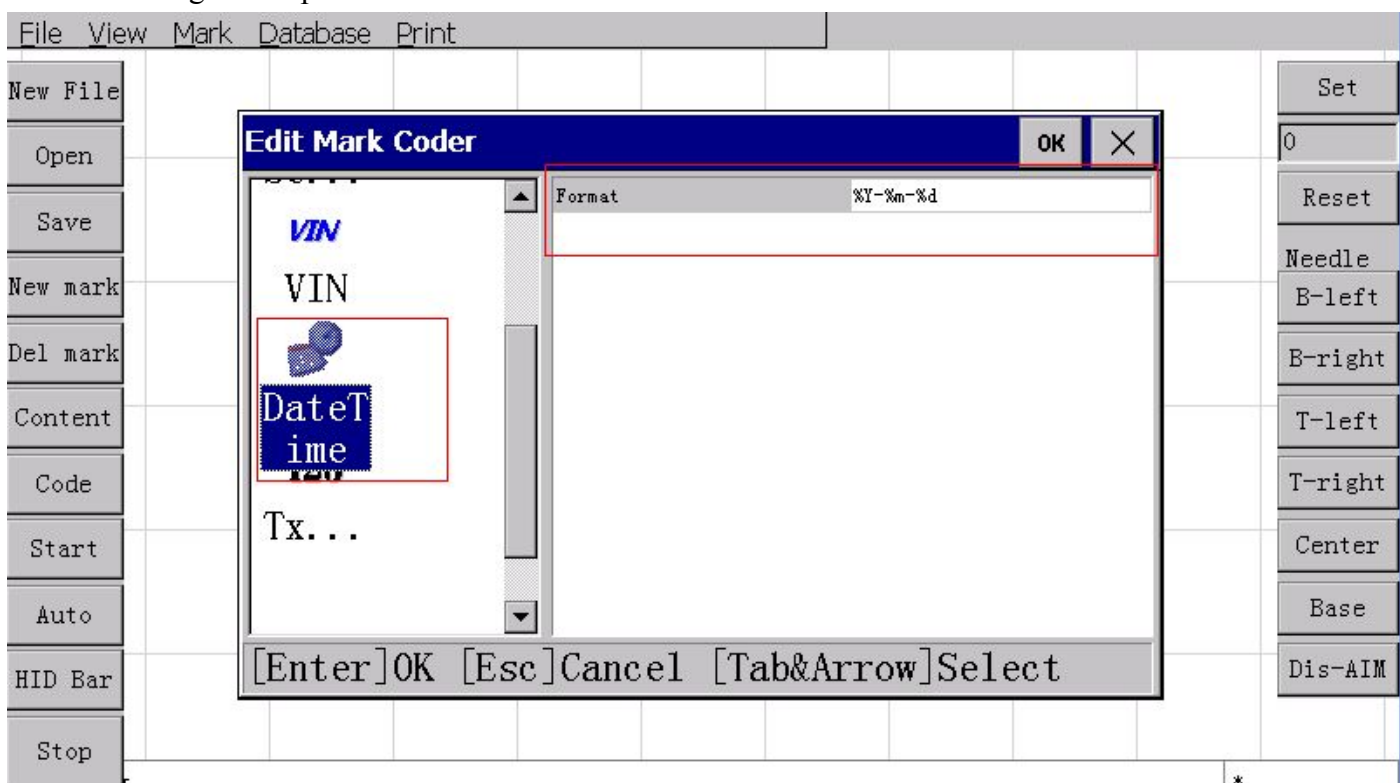 File View Mark Database Print
New File
Open
Save
New mark
Del mark
Content
Code
Start
Auto
HID Bar
Stop
Edit Mark Coder
OK
VIN
VIN
DateT
ime
Tx...
Format %Y-%m-%d
[Enter]OK [Esc]Cancel [Tab&Arrow]Select
Set
0
Reset
Needle
B-left
B-right
T-left
T-right
Center
Base
Dis-AIM
*